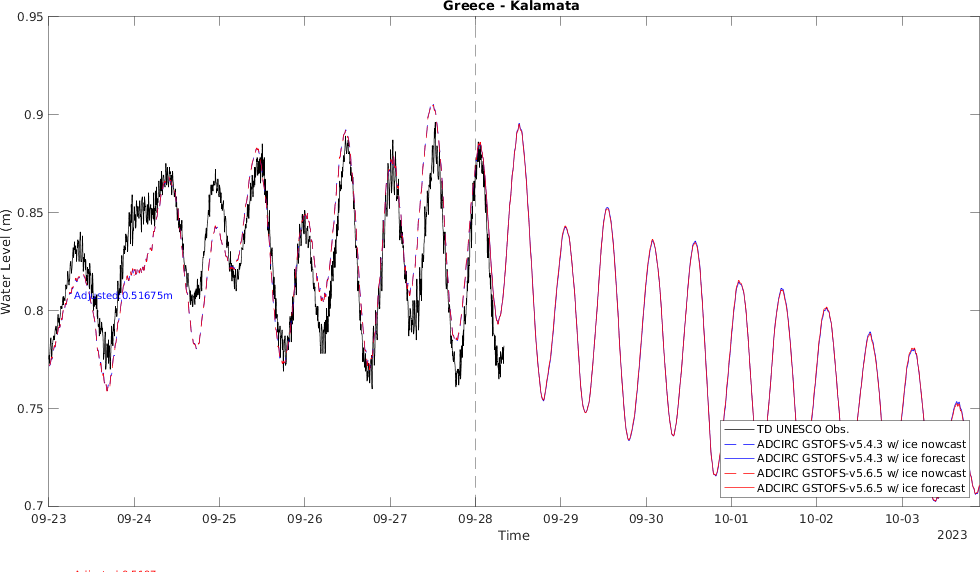 Greece - Kalamata
0.95
0.9
0.85
0.8
0.75
0.7
Water Level (m)
Adjusted 0.51675m
TD UNESCO Obs.
ADCIRC GSTOFS-v5.4.3 w/ ice nowcast
ADCIRC GSTOFS-v5.4.3 w/ ice forecast
ADCIRC GSTOFS-v5.6.5 w/ ice nowcast
ADCIRC GSTOFS-v5.6.5 w/ ice forecast
09-23 09-24 09-25 09-26 09-27 09-28 09-29 09-30 10-01 10-02 10-03
Time
2023